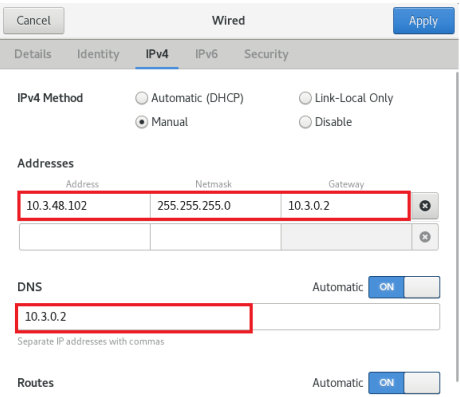 Cancel Wired Apply
Details Identity IPv4 IPv6 Security
IPv4 Method Automatic (DHCP) Link-Local Only
Manual Disable
Addresses
Address Netmask Gateway
10.3.48.102 255.255.255.0 10.3.0.2
DNS Automatic ON
10.3.0.2
Separate IP addresses with commas
Routes Automatic ON